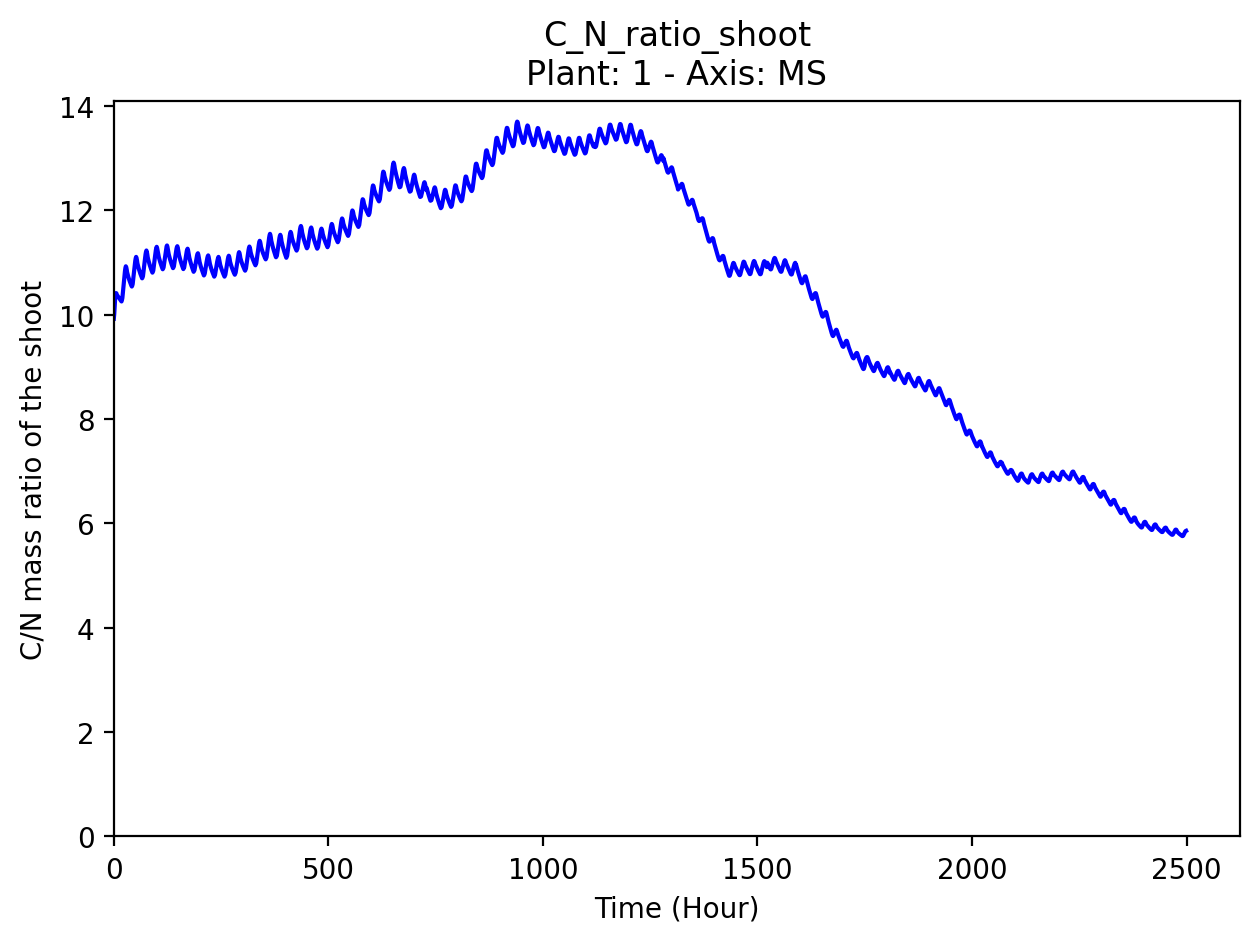 C_N_ratio_shoot
Plant: 1 - Axis: MS
C/N mass ratio of the shoot
14
12
10
8
6
4
2
0
0 500 1000 1500 2000 2500
Time (Hour)